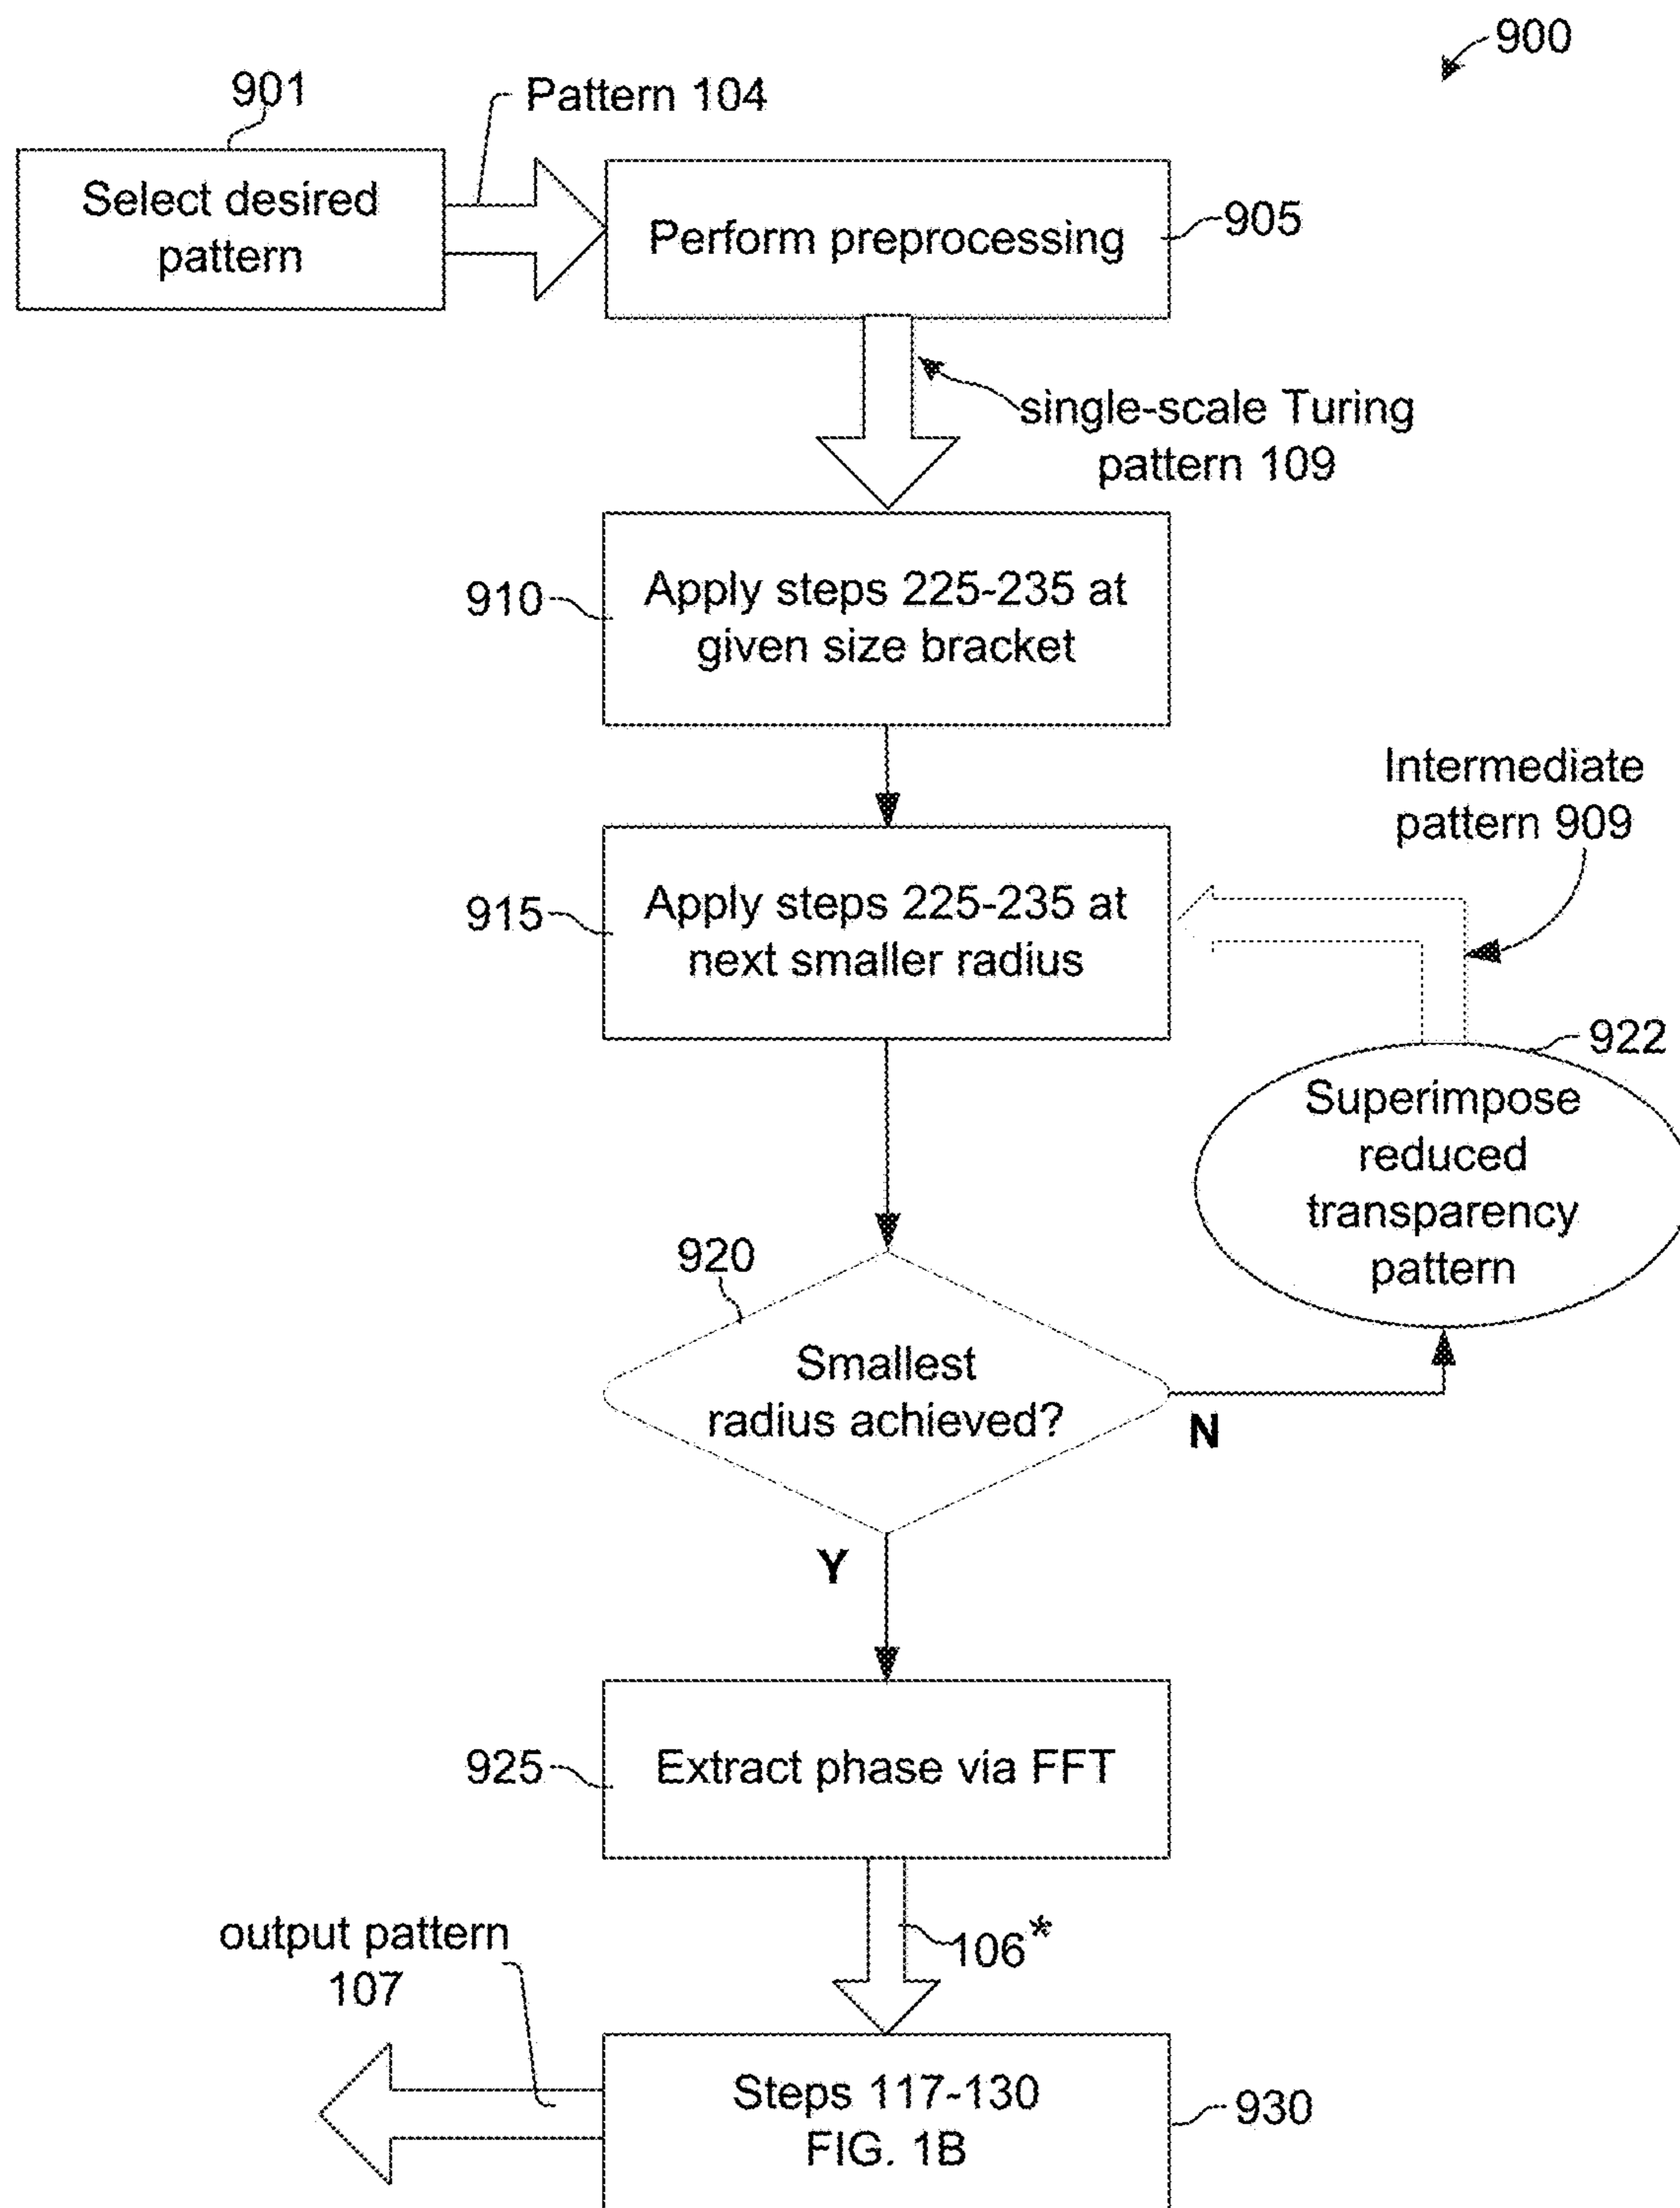 900
901
Pattern 104
Select desired
pattern
Perform preprocessing
905
single-scale Turing
pattern 109
910
Apply steps 225-235 at
given size bracket
Intermediate
pattern 909
915
Apply steps 225-235 at
next smaller radius
922
Superimpose
reduced
transparency
pattern
920
Smallest
radius achieved?
N
Y
925
Extract phase via FFT
106*
output pattern
107
Steps 117-130
FIG. 1B
930